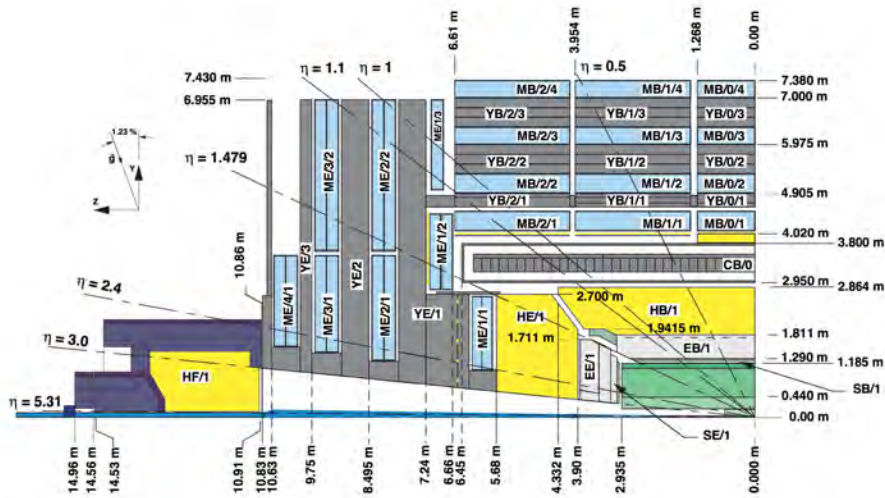 6.61 m
3.954 m
1.268 m
0.00 m
η = 1.1
η = 1
η = 0.5
7.430 m
6.955 m
7.380 m
7.000 m
5.975 m
4.905 m
4.020 m
3.800 m
2.950 m
2.864 m
1.811 m
1.290 m
1.185 m
0.440 m
0.00 m
MB/2/4
MB/1/4
MB/0/4
YB/2/3
YB/1/3
YB/0/3
MB/2/3
MB/1/3
MB/0/3
YB/2/2
YB/1/2
YB/0/2
MB/2/2
MB/1/2
MB/0/2
YB/2/1
YB/1/1
YB/0/1
MB/2/1
MB/1/1
MB/0/1
CB/0
1.23 %
g
Y
Z
η = 1.479
η = 2.4
η = 3.0
η = 5.31
10.86 m
ME/4/1
YE/3
ME/3/2
ME/3/1
YE/2
ME/2/2
ME/2/1
YE/1
ME/1/3
ME/1/2
ME/1/1
HE/1
1.711 m
2.700 m
HB/1
1.9415 m
EB/1
EE/1
SB/1
SE/1
HF/1
14.96 m
14.56 m
14.53 m
10.91 m
10.83 m
10.63 m
9.75 m
8.495 m
7.24 m
6.66 m
6.45 m
5.68 m
4.332 m
3.90 m
2.935 m
0.000 m